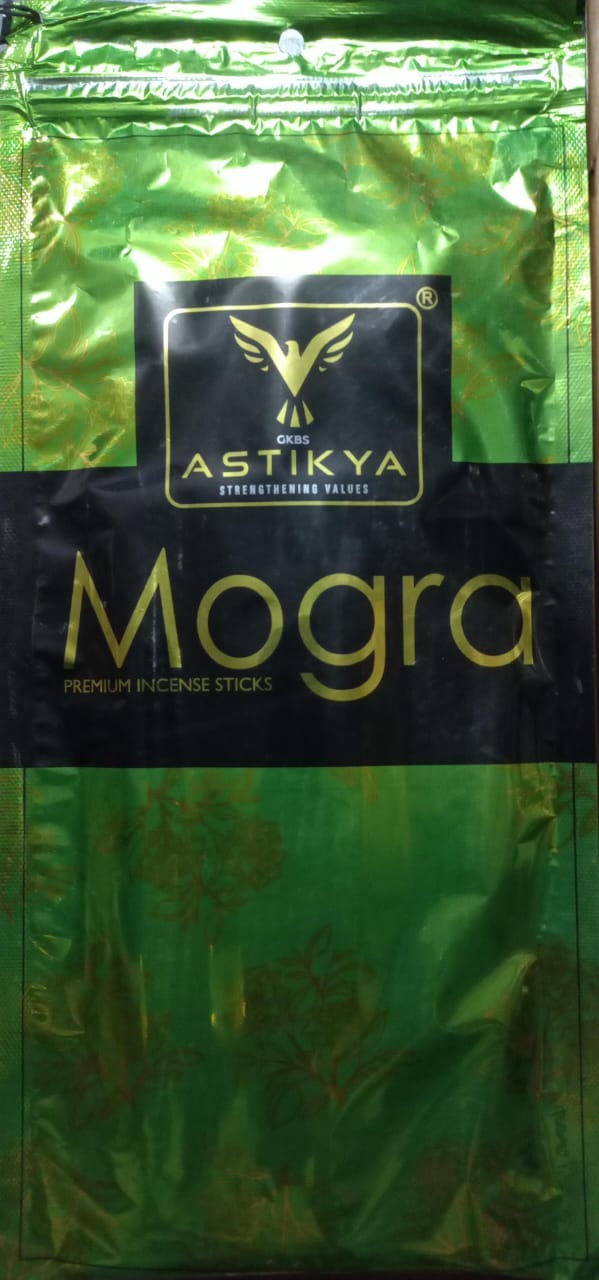 ®
GKBS
ASTIKYA
STRENGTHENING VALUES
Mogra
PREMIUM INCENSE STICKS